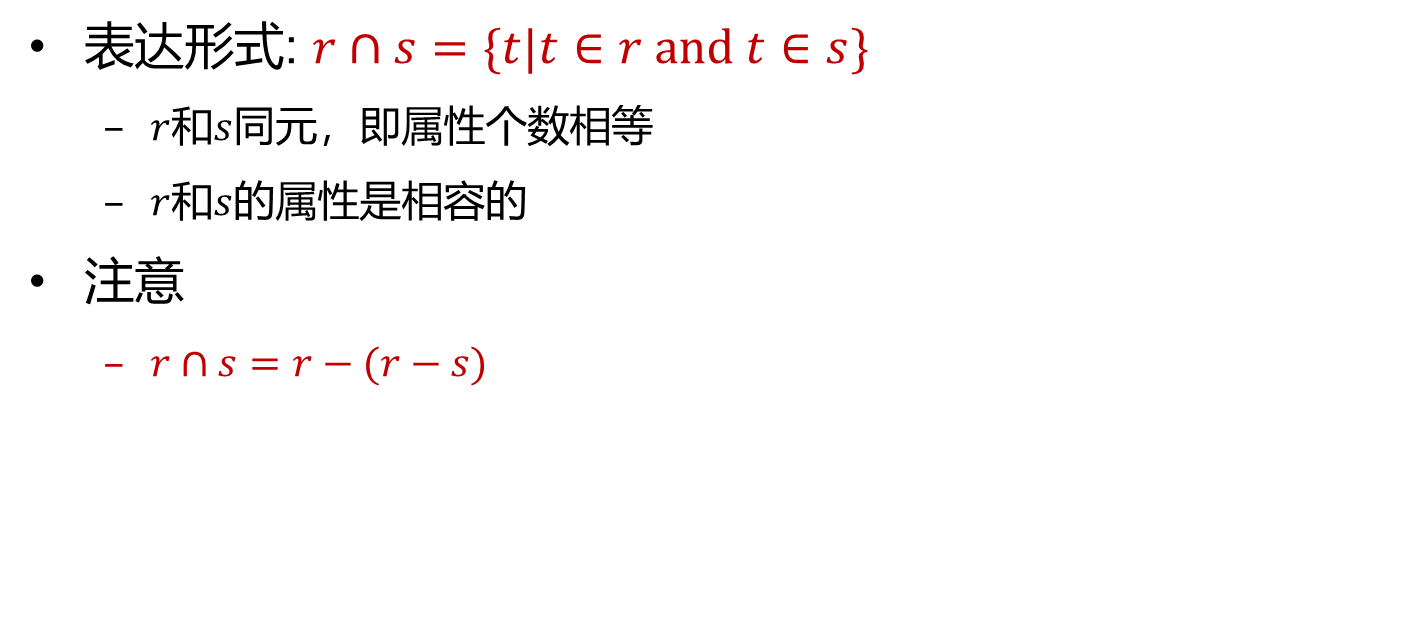 • 表达形式: r ∩ s = {t|t ∈ r and t ∈ s}
– r和s同元，即属性个数相等
– r和s的属性是相容的
• 注意
– r ∩ s = r − (r − s)